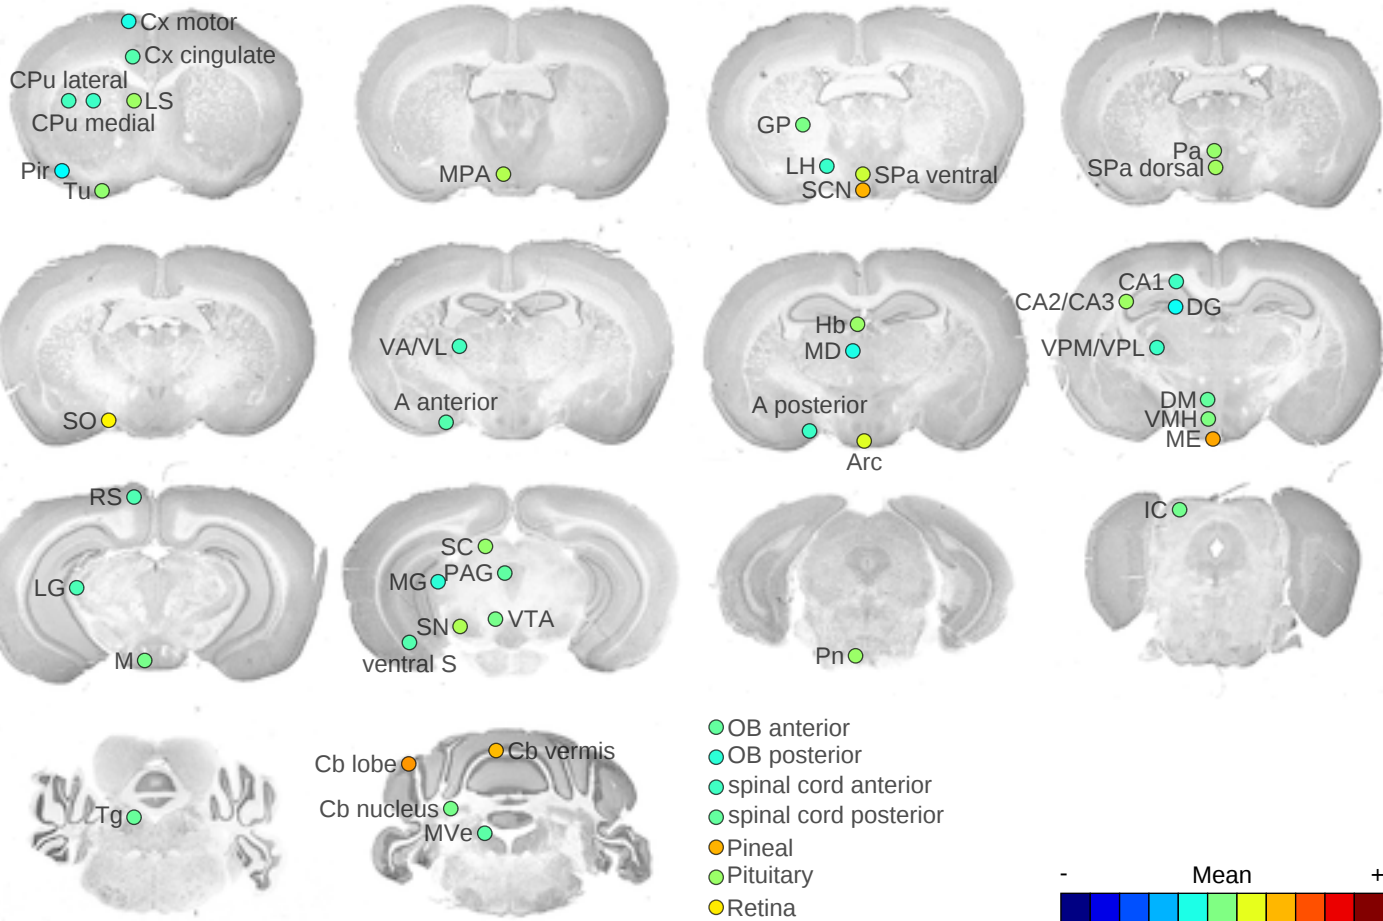 Cx motor
Cx cingulate
CPu lateral
LS
CPu medial
Pir
Tu
MPA
GP
LH
SPa ventral
SCN
Pa
SPa dorsal
SO
VA/VL
A anterior
Hb
MD
A posterior
Arc
CA1
CA2/CA3
DG
VPM/VPL
DM
VMH
ME
RS
LG
M
SC
PAG
MG
VTA
SN
ventral S
Pn
IC
Tg
Cb vermis
Cb lobe
Cb nucleus
MVe
OB anterior
OB posterior
spinal cord anterior
spinal cord posterior
Pineal
Pituitary
Retina
- Mean +